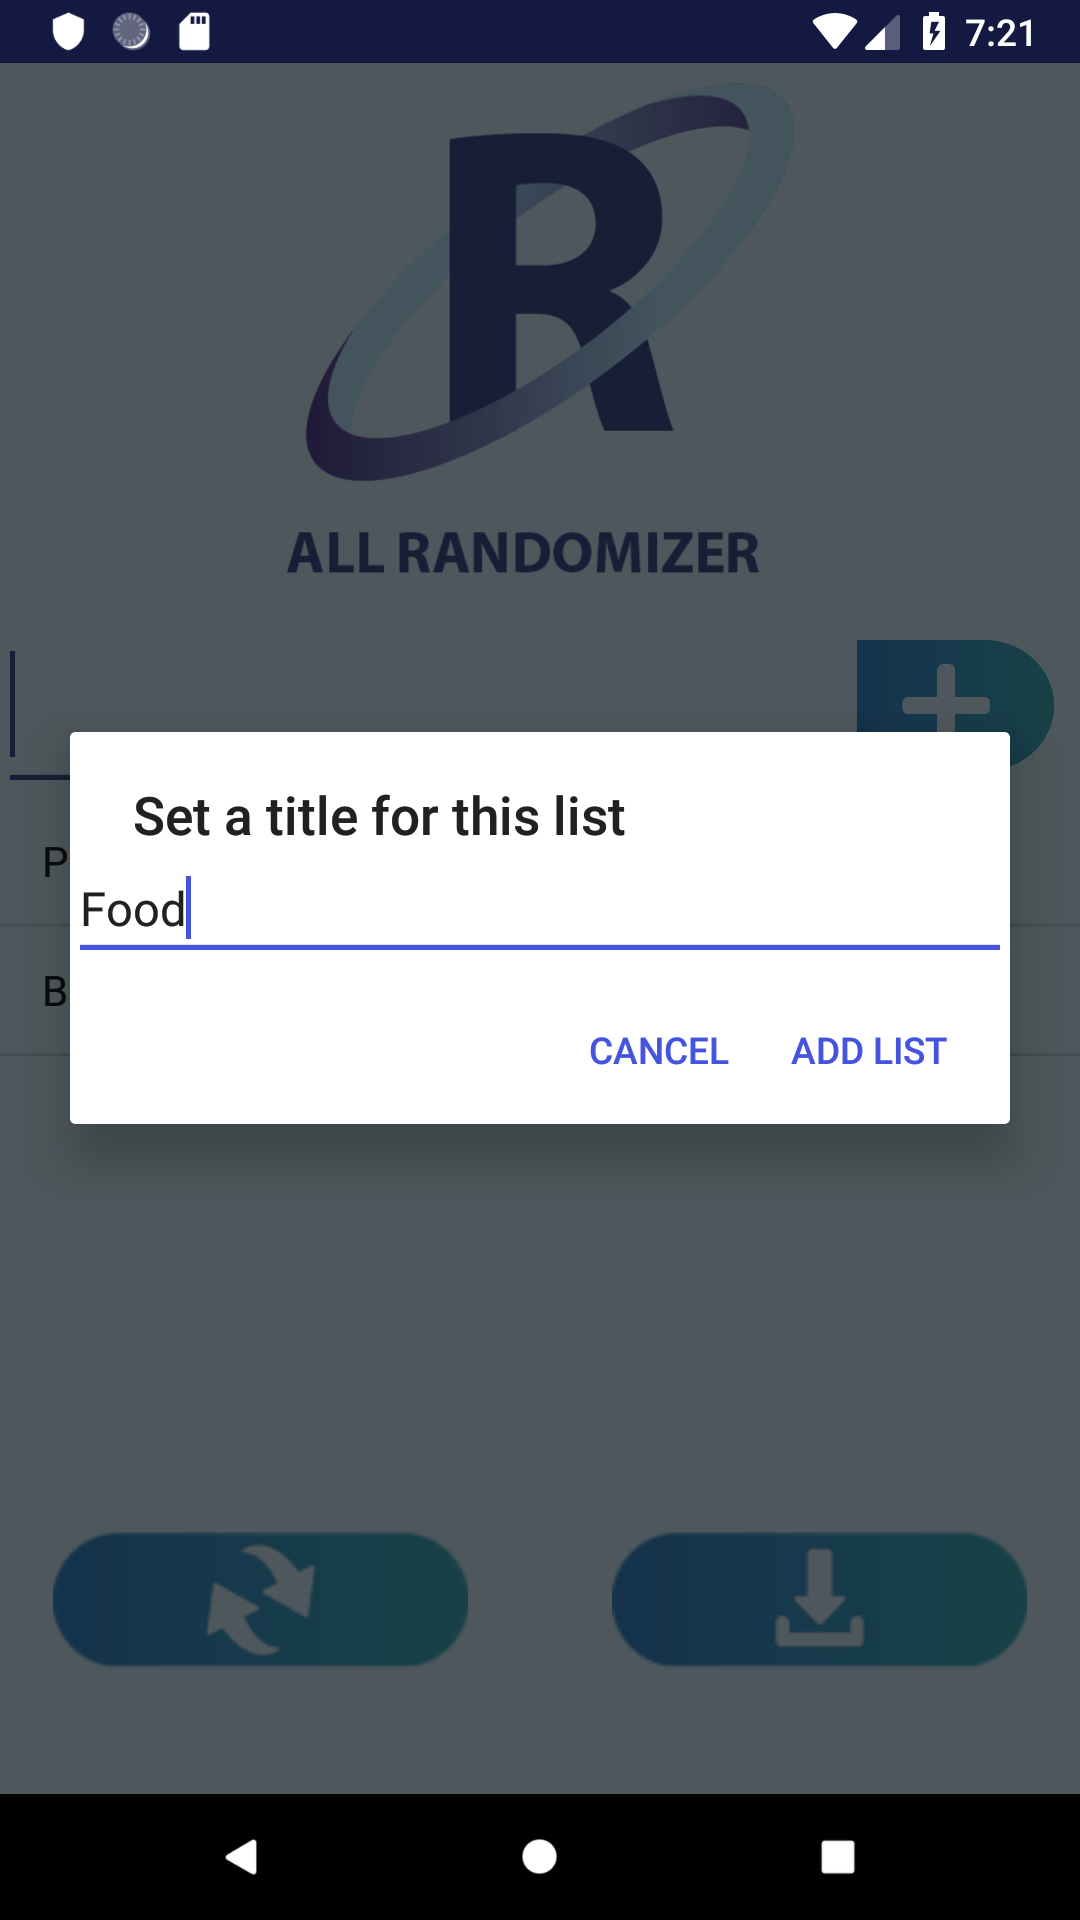 7:21
R
ALL RANDOMIZER
Set a title for this list
P
Food
B
CANCEL ADD LIST